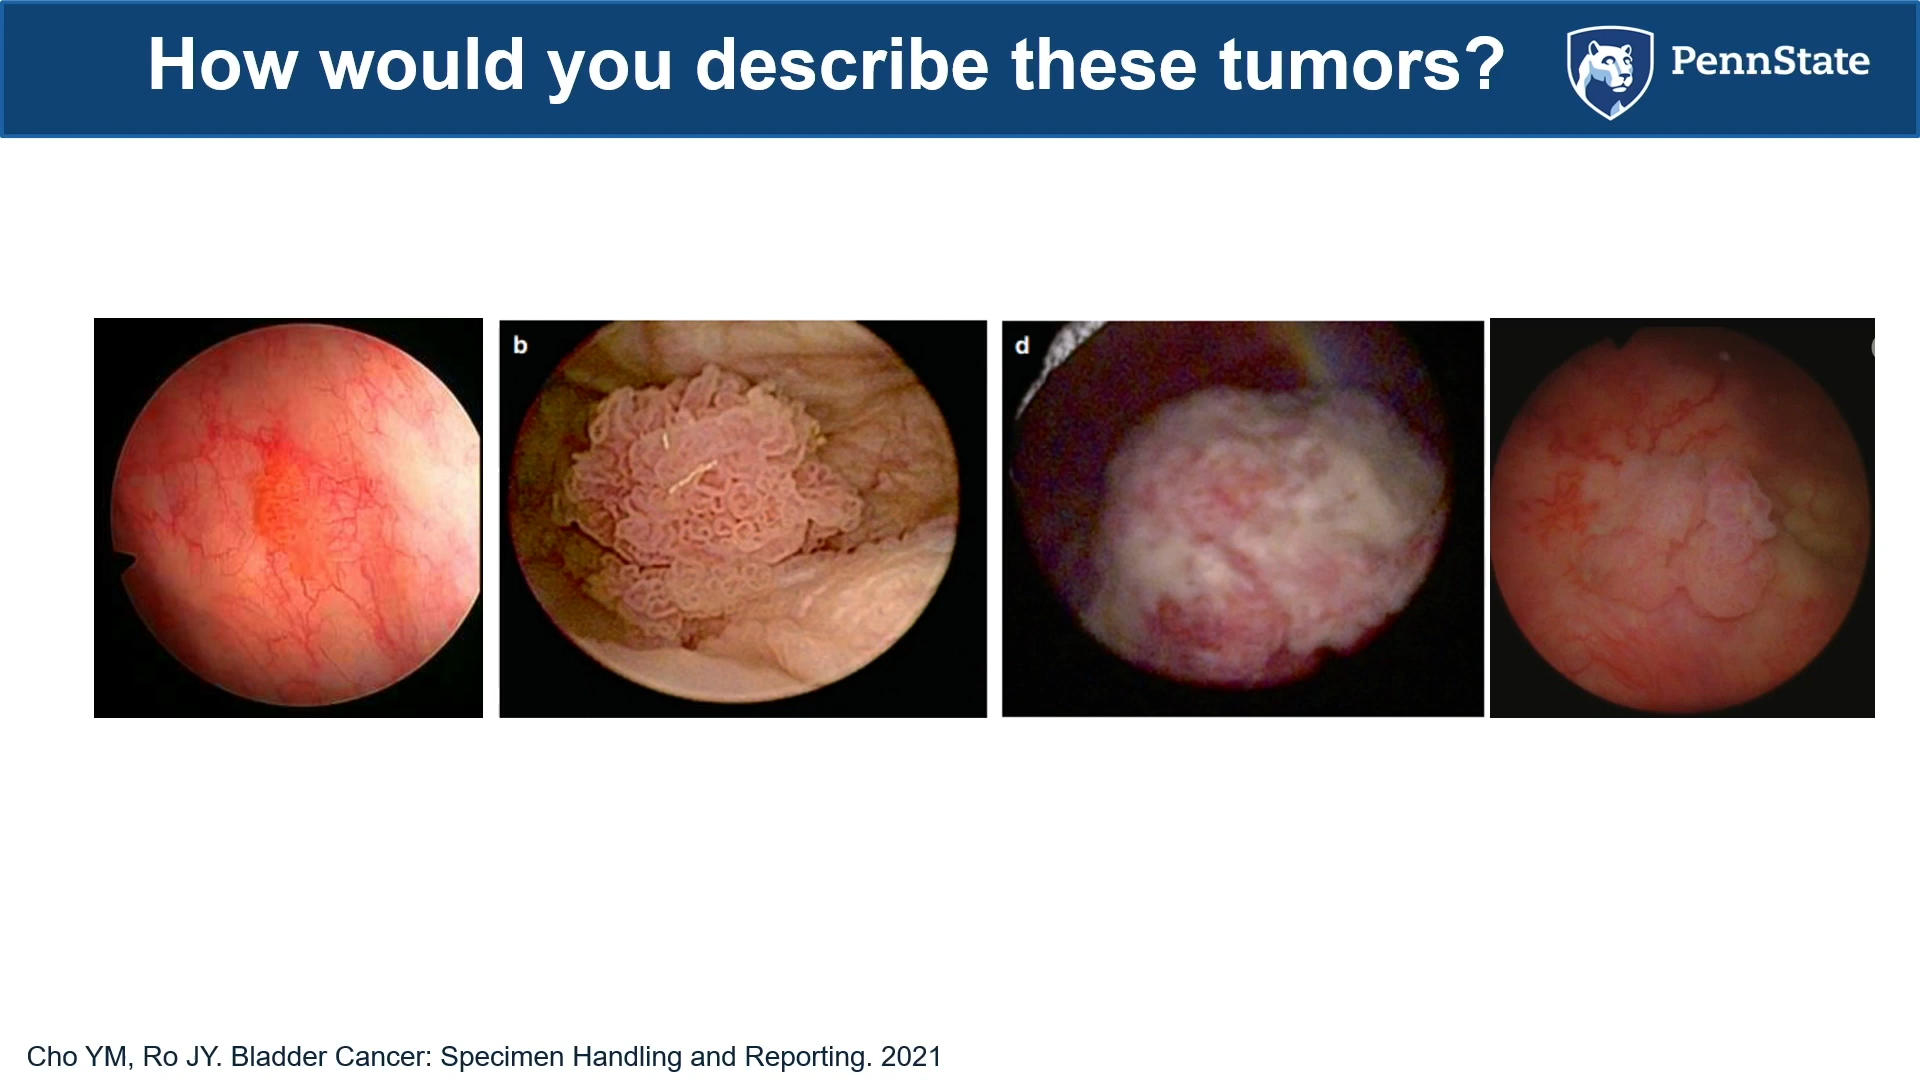 How would you describe these tumors?
PennState
b
d
Cho YM, Ro JY. Bladder Cancer: Specimen Handling and Reporting. 2021